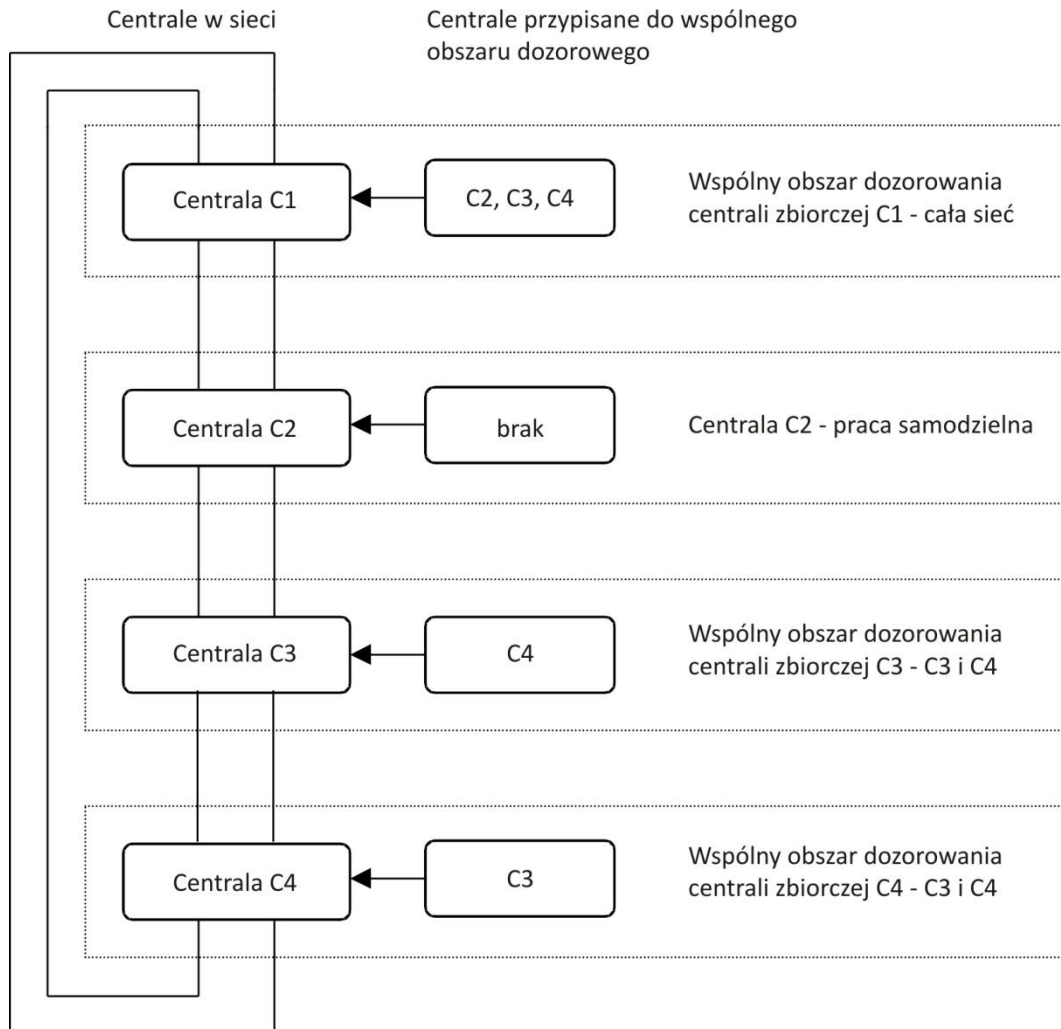 Centrale w sieci
Centrale przypisane do wspólnego
obszaru dozorowego
Centrala C1
C2, C3, C4
Wspólny obszar dozorowania
centrali zbiorczej C1 - cała sieć
Centrala C2
brak
Centrala C2 - praca samodzielna
Centrala C3
C4
Wspólny obszar dozorowania
centrali zbiorczej C3 - C3 i C4
Centrala C4
C3
Wspólny obszar dozorowania
centrali zbiorczej C4 - C3 i C4